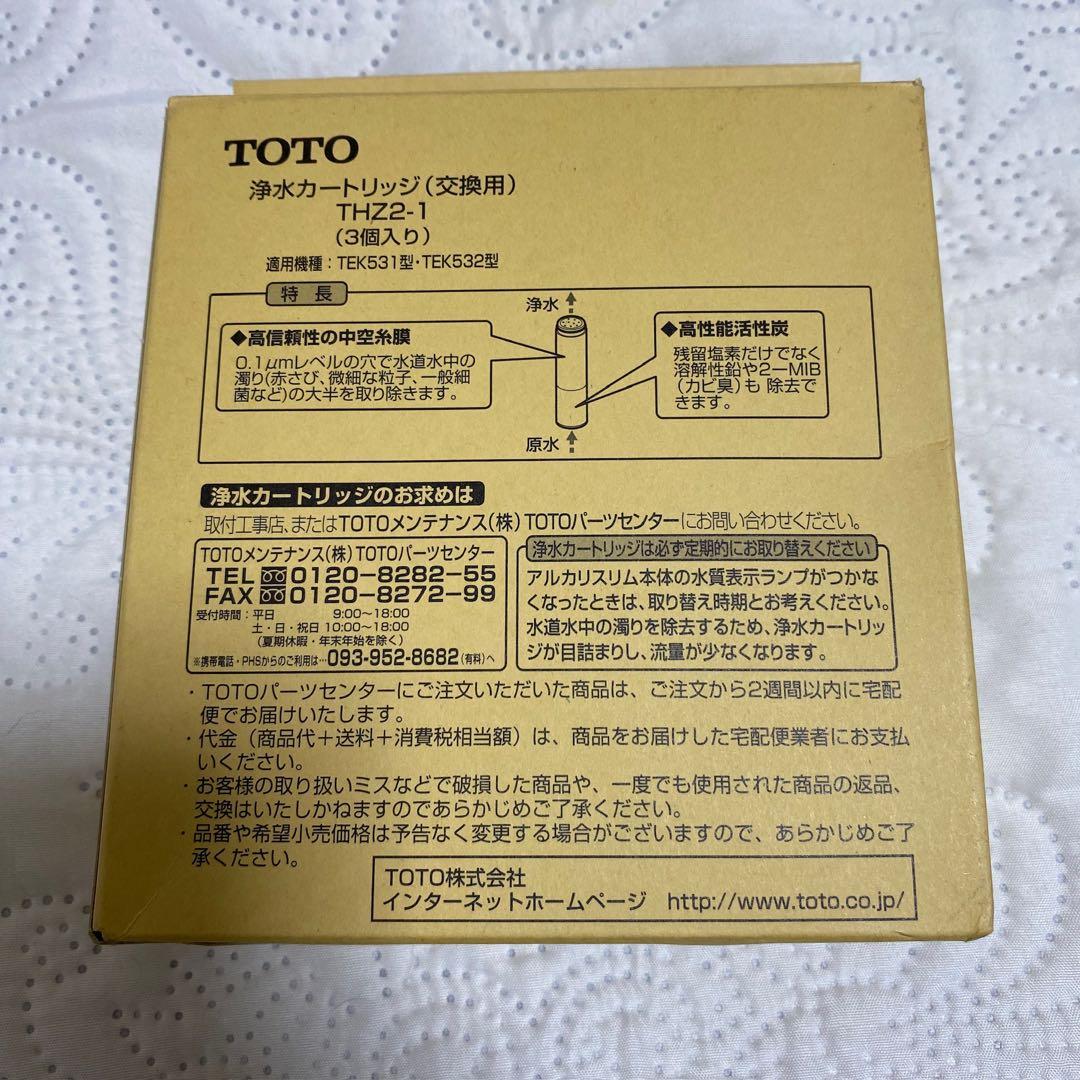 TOTO
浄水カートリッジ(交換用)
THZ2-1
(3個入り)
適用機種：TEK531型・TEK532型
特長
◆高信頼性の中空糸膜
0.1μmレベルの穴で水道水中の
濁り(赤さび、微細な粒子、一般細
菌など)の大半を取り除きます。
浄水
原水
◆高性能活性炭
残留塩素だけでなく
溶解性鉛や2－MIB
(カビ臭)も 除去で
きます。
浄水カートリッジのお求めは
取付工事店、またはTOTOメンテナンス(株) TOTOパーツセンターにお問い合わせください。
TOTOメンテナンス(株) TOTOパーツセンター
TEL 0120-8282-55
FAX 0120-8272-99
受付時間：平日 9:00～18:00
土・日・祝日 10:00～18:00
(夏期休暇・年末年始を除く)
※携帯電話・PHSからのご利用は…093-952-8682(有料)へ
浄水カートリッジは必ず定期的にお取り替えください
アルカリスリム本体の水質表示ランプがつかな
くなったときは、取り替え時期とお考えください。
水道水中の濁りを除去するため、浄水カートリッ
ジが目詰まりし、流量が少なくなります。
・TOTOパーツセンターにご注文いただいた商品は、ご注文から2週間以内に宅配
便でお届けいたします。
・代金（商品代＋送料＋消費税相当額）は、商品をお届けした宅配便業者にお支払
いください。
・お客様の取り扱いミスなどで破損した商品や、一度でも使用された商品の返品、
交換はいたしかねますのであらかじめご了承ください。
・品番や希望小売価格は予告なく変更する場合がございますので、あらかじめご了
承ください。
TOTO株式会社
インターネットホームページ http://www.toto.co.jp/